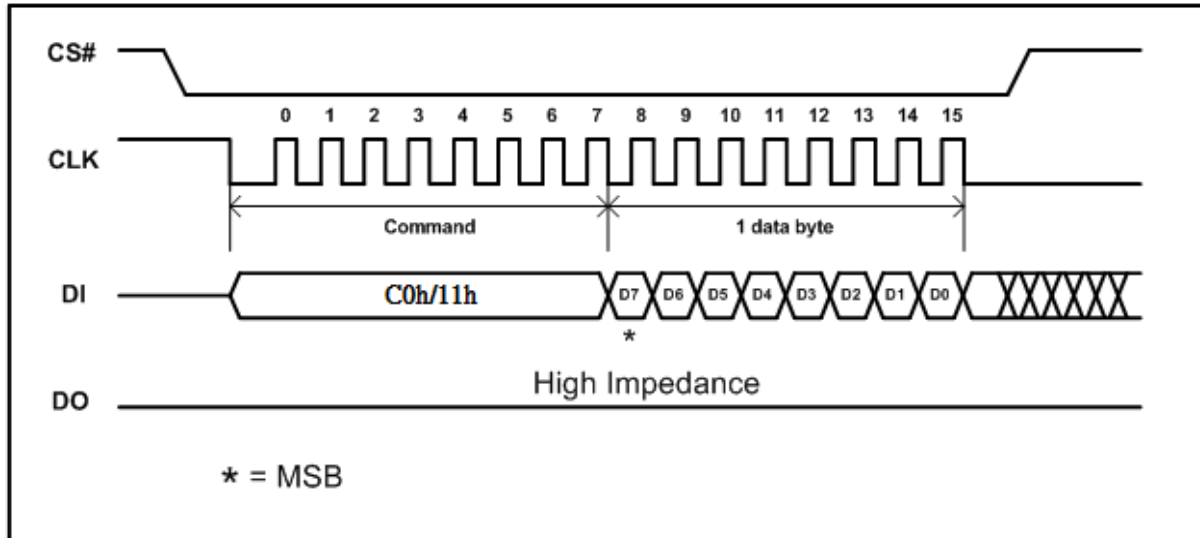 CS#
0 1 2 3 4 5 6 7 8 9 10 11 12 13 14 15
CLK
Command 1 data byte
DI C0h/11h D7 D6 D5 D4 D3 D2 D1 D0
*
High Impedance
DO
* = MSB